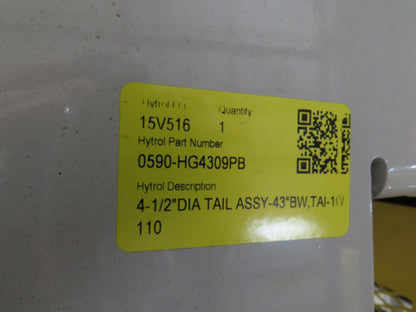 Hytrol Quantity
15V516 1
Hytrol Part Number
0590-HG4309PB
Hytrol Description
4-1/2"DIA TAIL ASSY-43"BW,TAI-
110